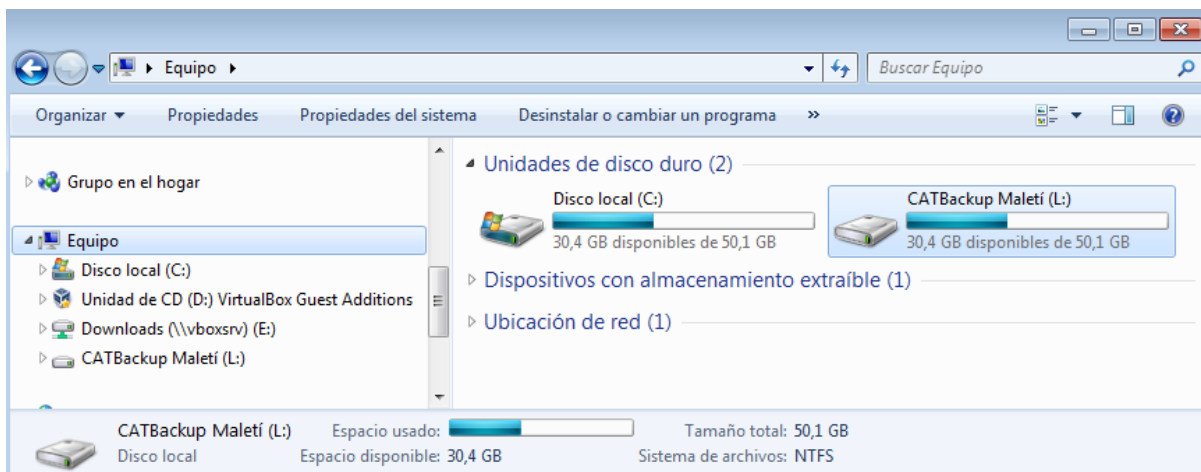 Equipo
Buscar Equipo
Organizar
Propiedades
Propiedades del sistema
Desinstalar o cambiar un programa
»
Grupo en el hogar
Equipo
Disco local (C:)
Unidad de CD (D:) VirtualBox Guest Additions
Downloads (\\vboxsrv) (E:)
CATBackup Maletí (L:)
Unidades de disco duro (2)
Disco local (C:)
30,4 GB disponibles de 50,1 GB
CATBackup Maletí (L:)
30,4 GB disponibles de 50,1 GB
Dispositivos con almacenamiento extraíble (1)
Ubicación de red (1)
CATBackup Maletí (L:) Espacio usado: Tamaño total: 50,1 GB
Disco local Espacio disponible: 30,4 GB Sistema de archivos: NTFS